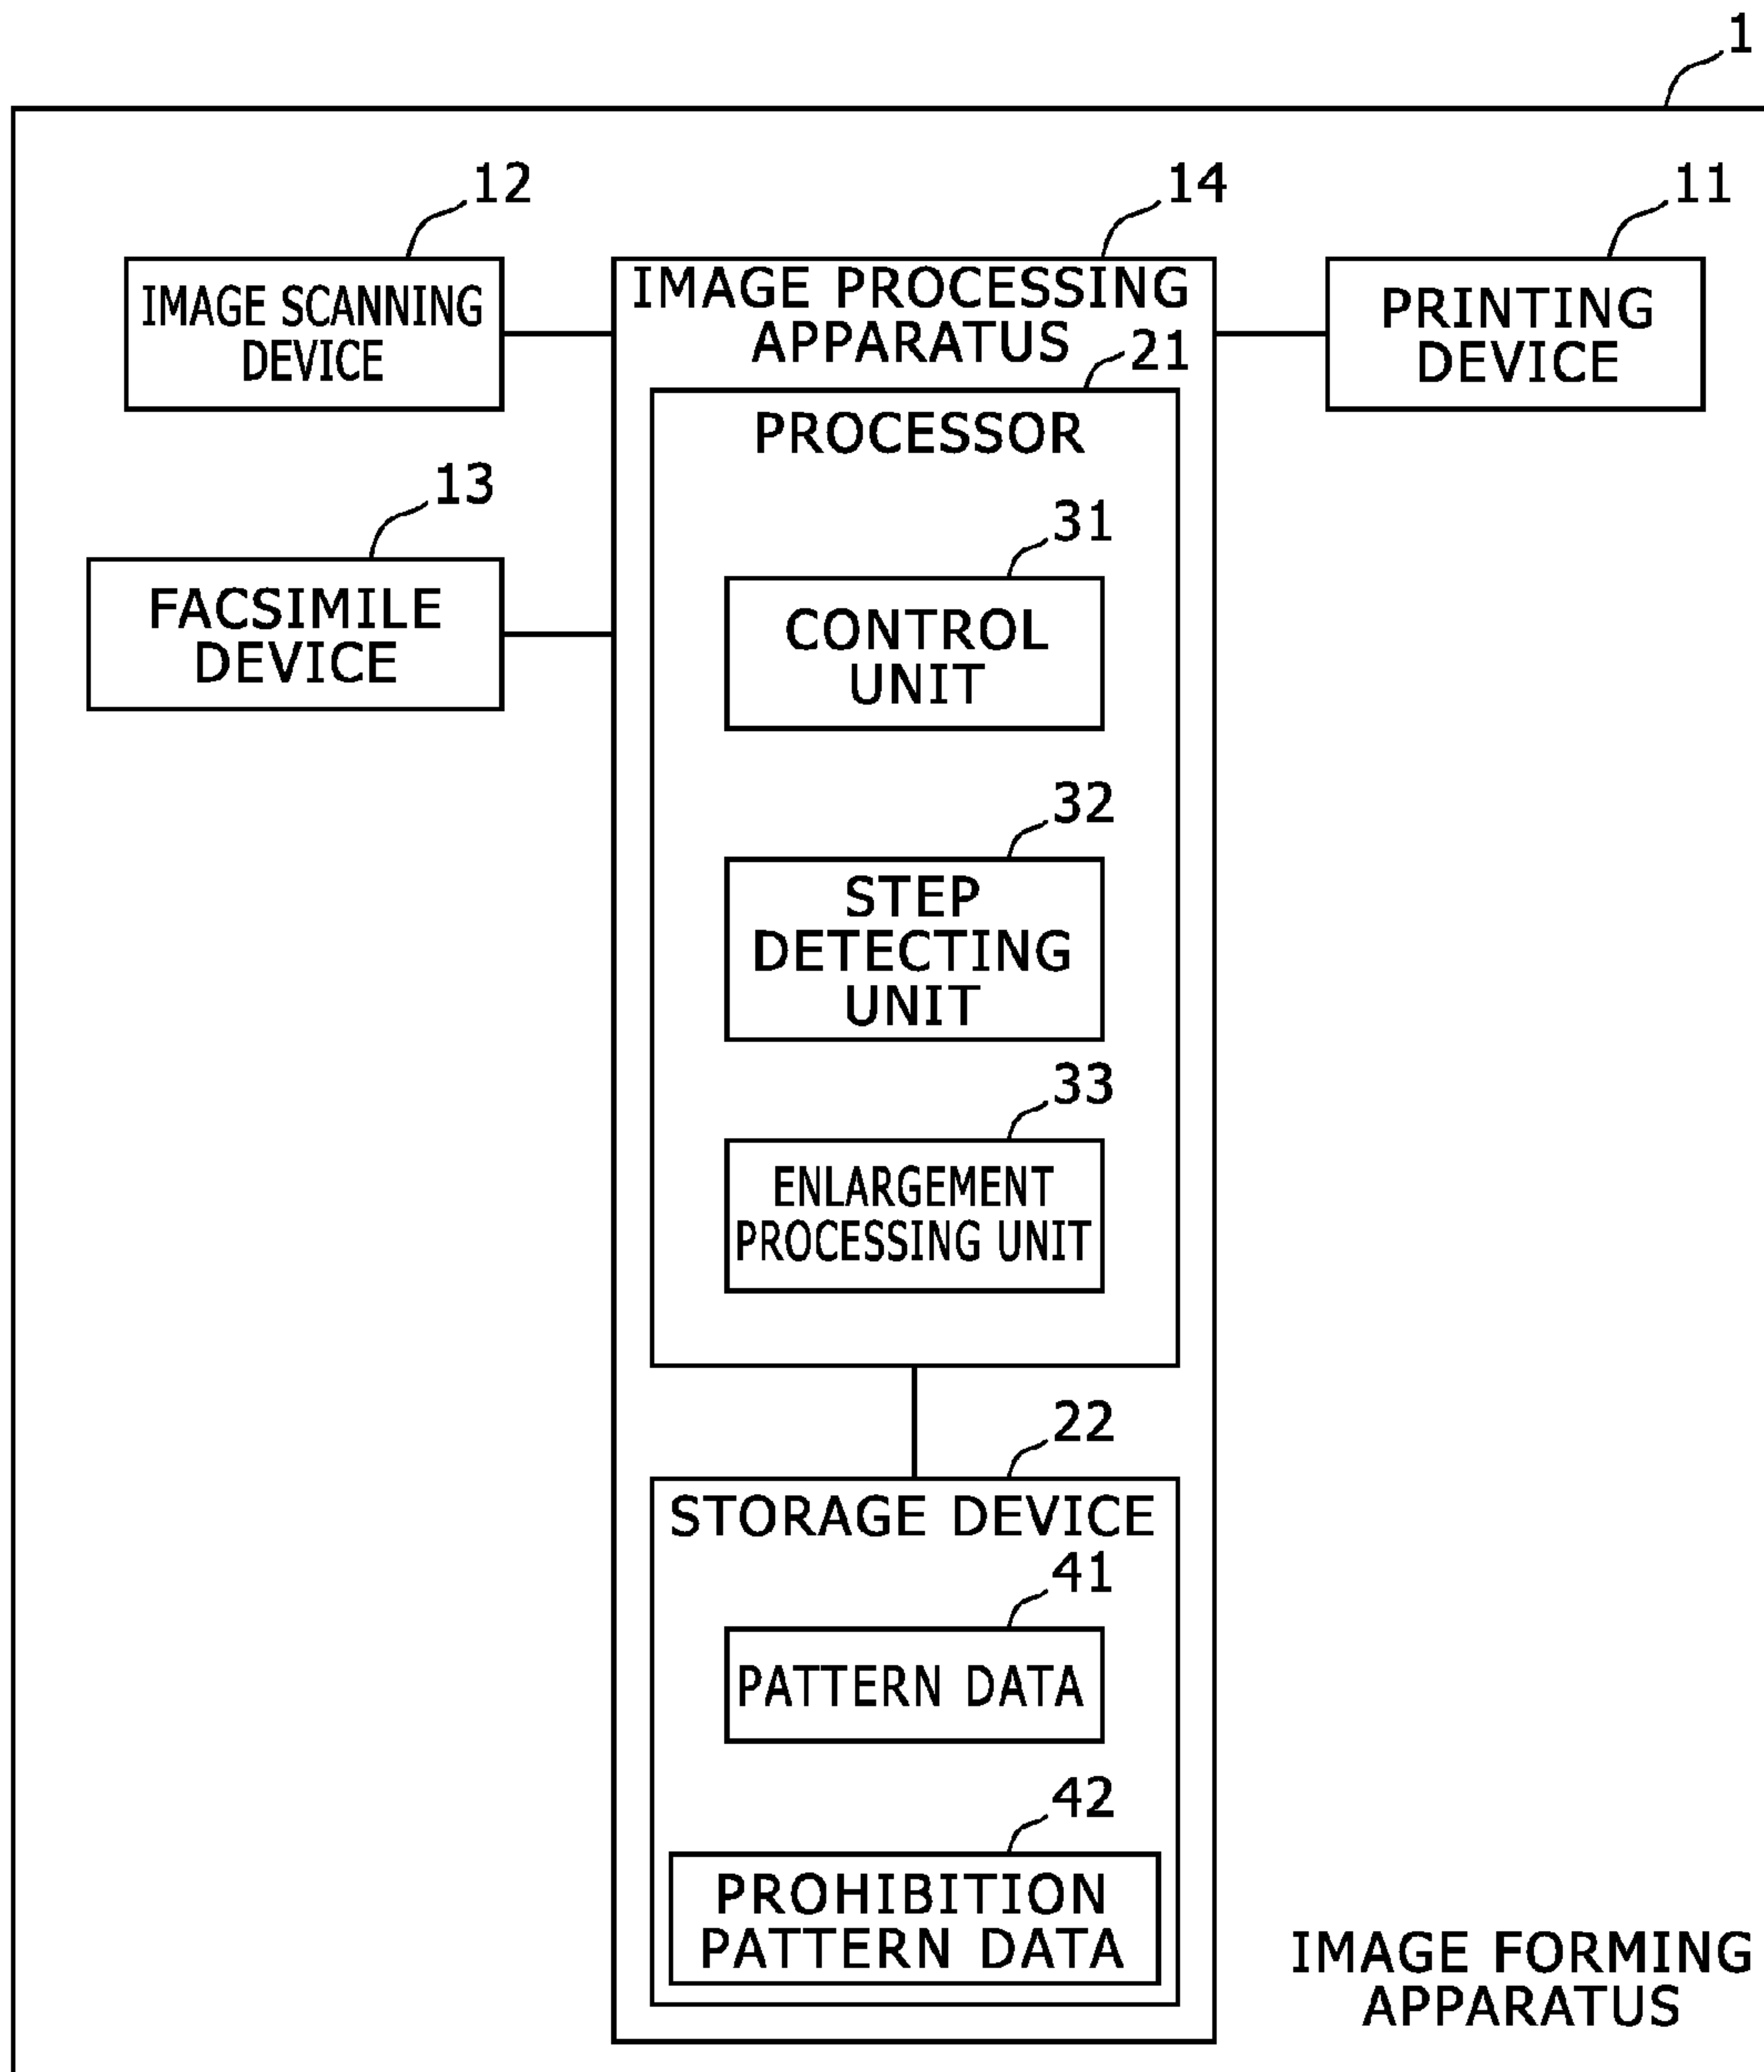 1
12
14
11
IMAGE SCANNING
DEVICE
IMAGE PROCESSING
APPARATUS
PRINTING
DEVICE
21
PROCESSOR
13
FACSIMILE
DEVICE
31
CONTROL
UNIT
32
STEP
DETECTING
UNIT
33
ENLARGEMENT
PROCESSING UNIT
22
STORAGE DEVICE
41
PATTERN DATA
42
PROHIBITION
PATTERN DATA
IMAGE FORMING
APPARATUS